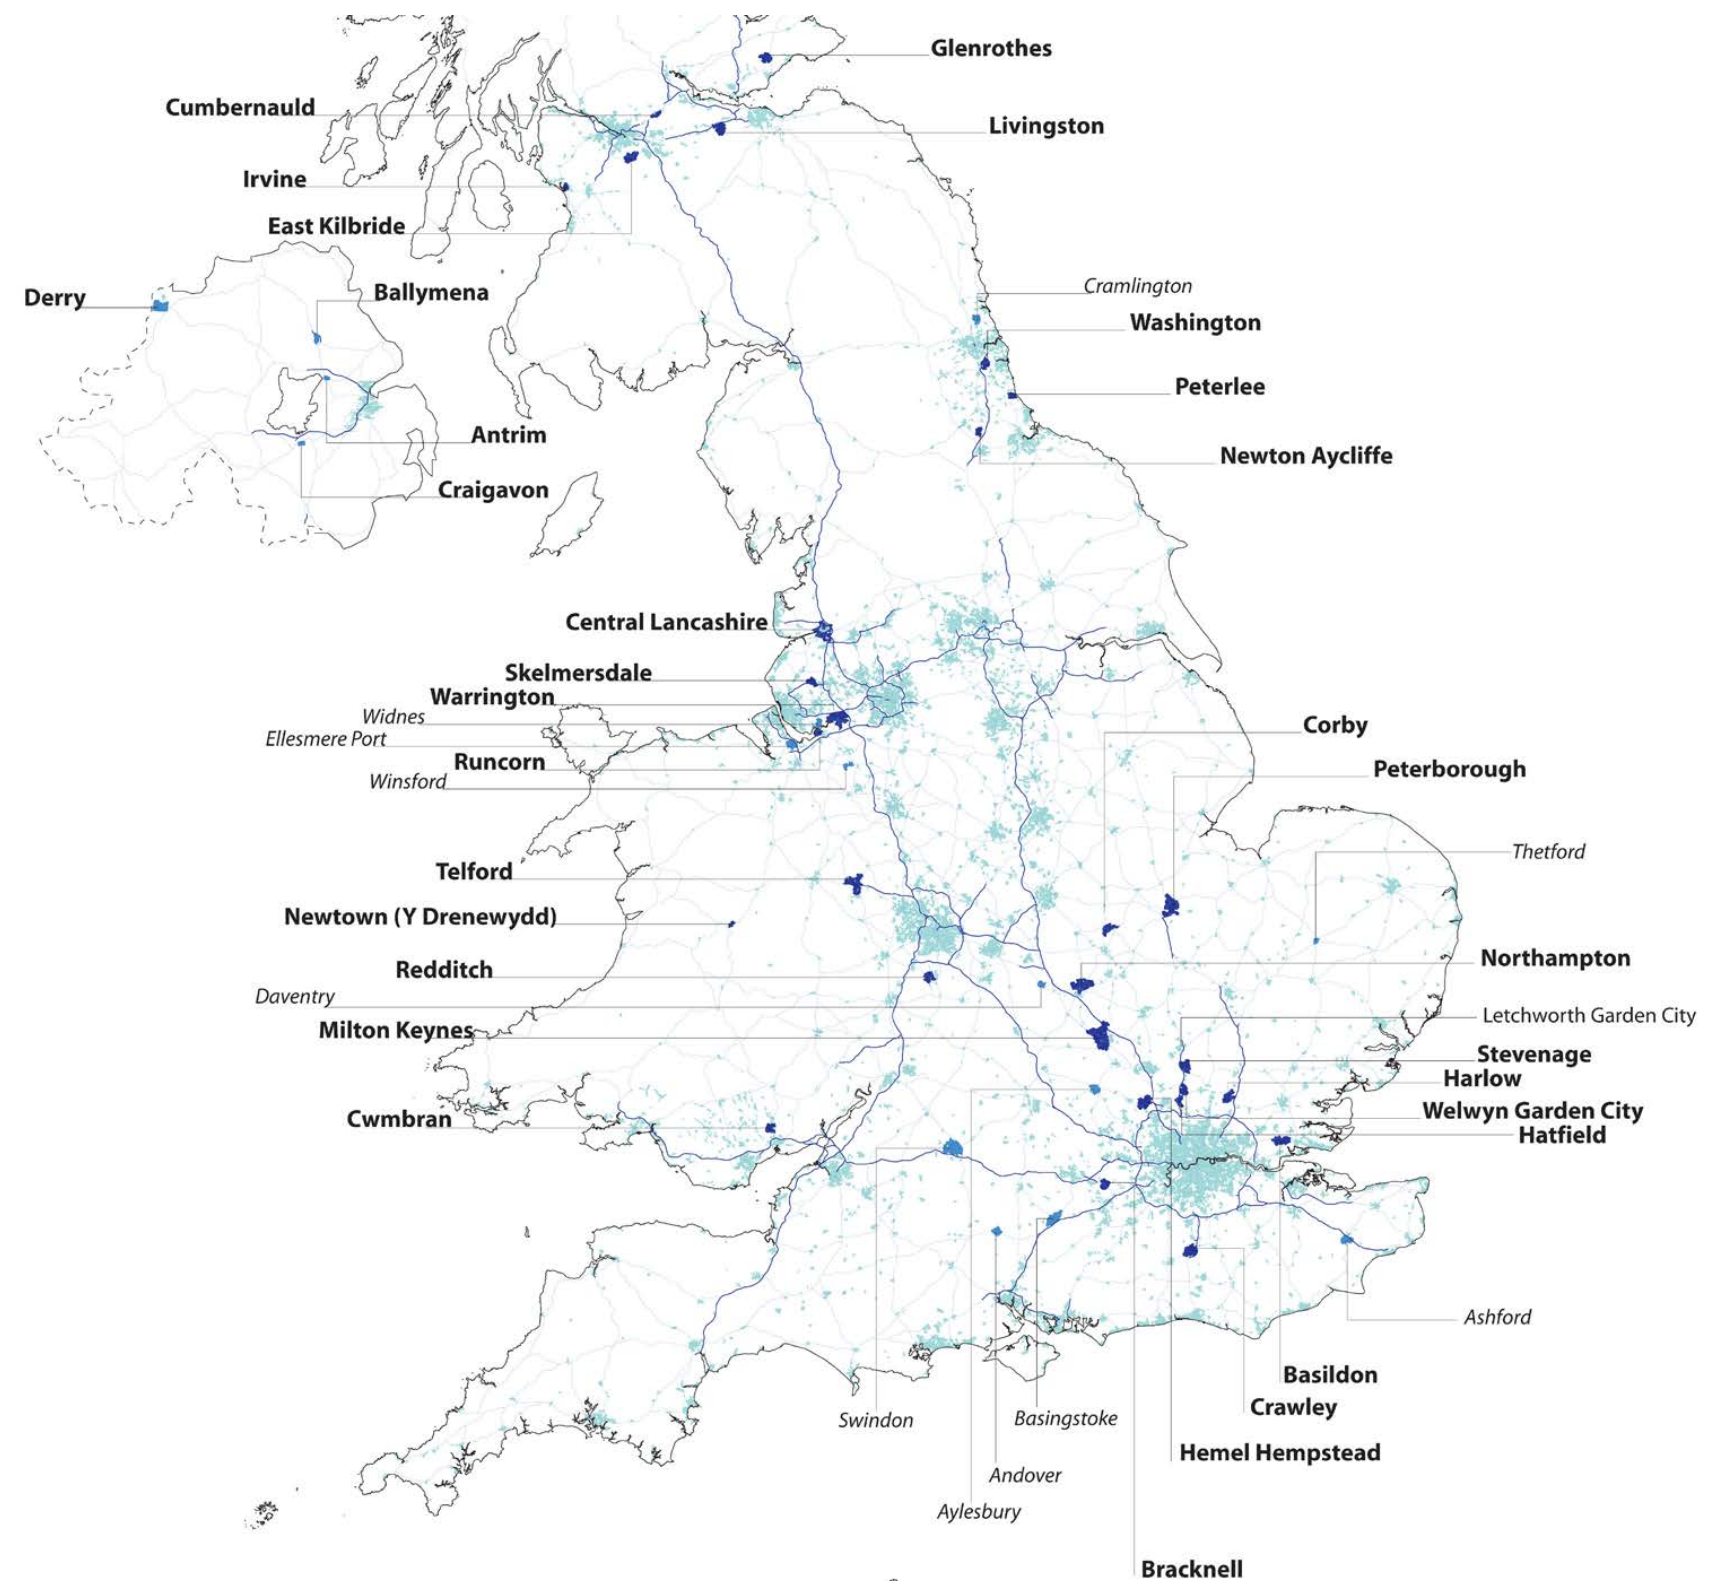 Glenrothes
Cumbernauld
Livingston
Irvine
East Kilbride
Cramlington
Derry
Ballymena
Washington
Peterlee
Antrim
Newton Aycliffe
Craigavon
Central Lancashire
Skelmersdale
Warrington
Widnes
Corby
Ellesmere Port
Runcorn
Peterborough
Winsford
Thetford
Telford
Newtown (Y Drenewydd)
Northampton
Redditch
Daventry
Letchworth Garden City
Milton Keynes
Stevenage
Harlow
Welwyn Garden City
Cwmbran
Hatfield
Ashford
Basildon
Crawley
Swindon
Basingstoke
Hemel Hempstead
Andover
Aylesbury
Bracknell